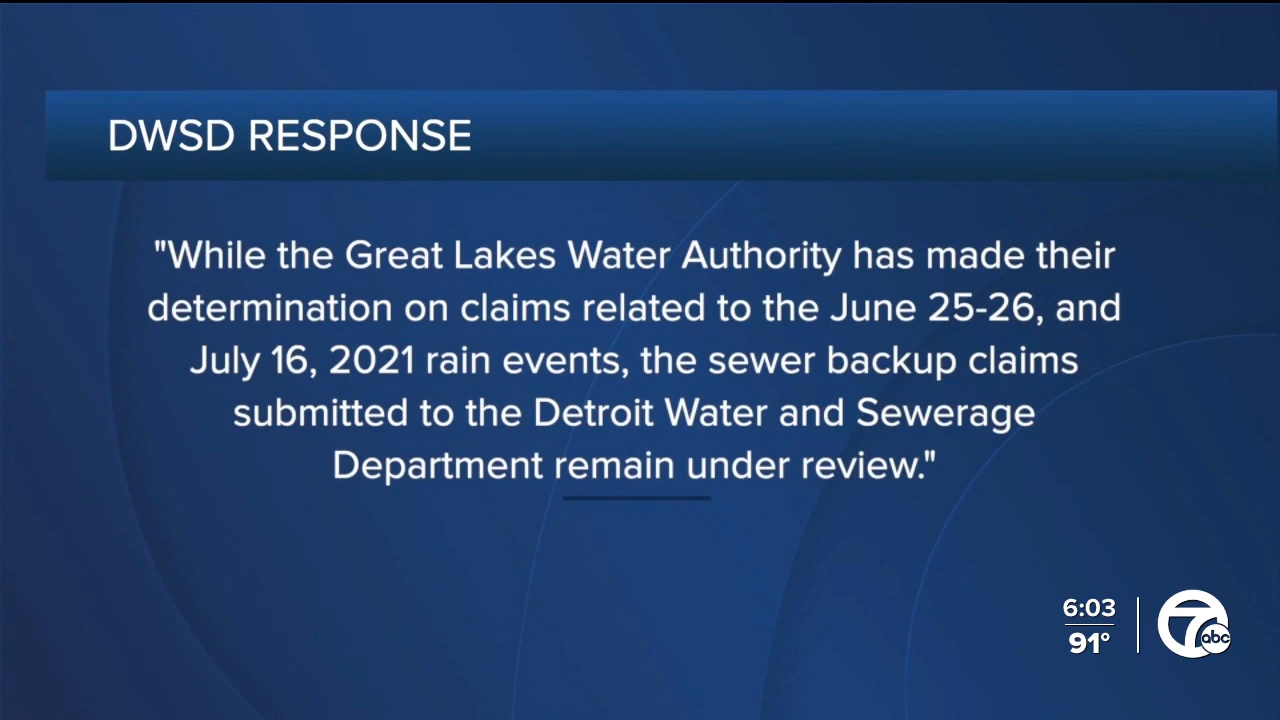 DWSD RESPONSE
"While the Great Lakes Water Authority has made their
determination on claims related to the June 25-26, and
July 16, 2021 rain events, the sewer backup claims
submitted to the Detroit Water and Sewerage
Department remain under review."
6:03
91°
7
abc